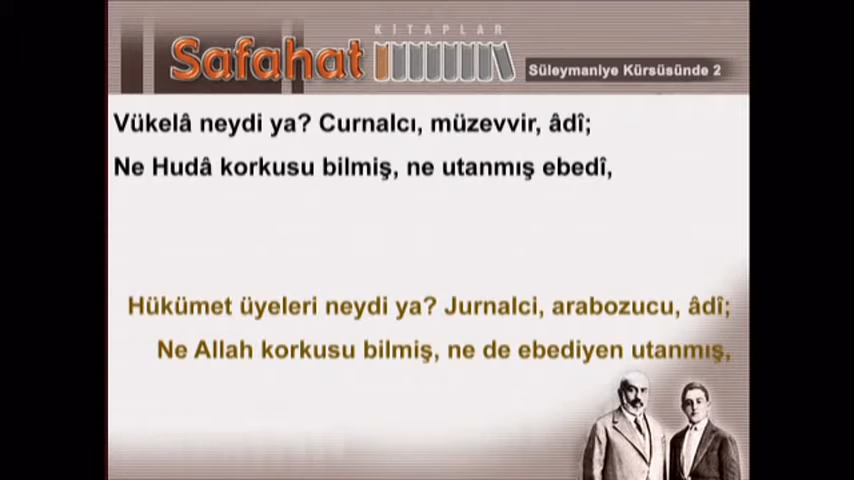 KİTAPLAR
Safahat
Süleymaniye Kürsüsünde 2
Vükelâ neydi ya? Curnalcı, müzevvir, âdî;
Ne Hudâ korkusu bilmiş, ne utanmış ebedî,
Hükümet üyeleri neydi ya? Jurnalci, arabozucu, âdî;
Ne Allah korkusu bilmiş, ne de ebediyen utanmış,